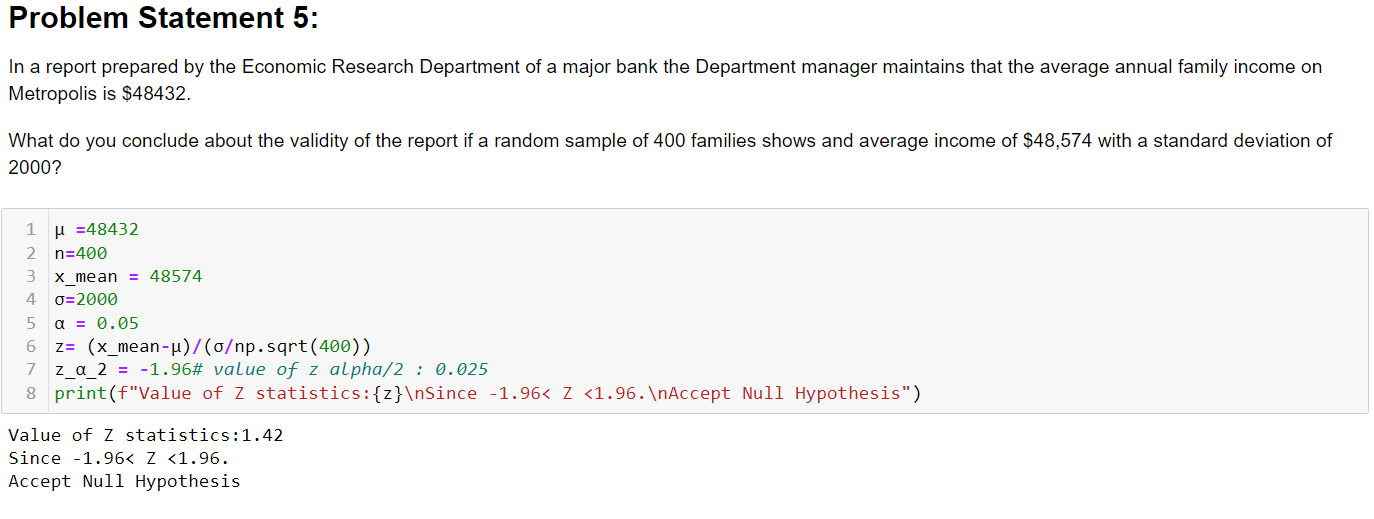 Problem Statement 5:
In a report prepared by the Economic Research Department of a major bank the Department manager maintains that the average annual family income on
Metropolis is $48432.
What do you conclude about the validity of the report if a random sample of 400 families shows and average income of $48,574 with a standard deviation of
2000?
1 μ =48432
2 n=400
3 x_mean = 48574
4 σ=2000
5 α = 0.05
6 z= (x_mean-μ)/(σ/np.sqrt(400))
7 z_α_2 = -1.96# value of z alpha/2 : 0.025
8 print(f"Value of Z statistics:{z}\nSince -1.96< Z <1.96.\nAccept Null Hypothesis")
Value of Z statistics:1.42
Since -1.96< Z <1.96.
Accept Null Hypothesis